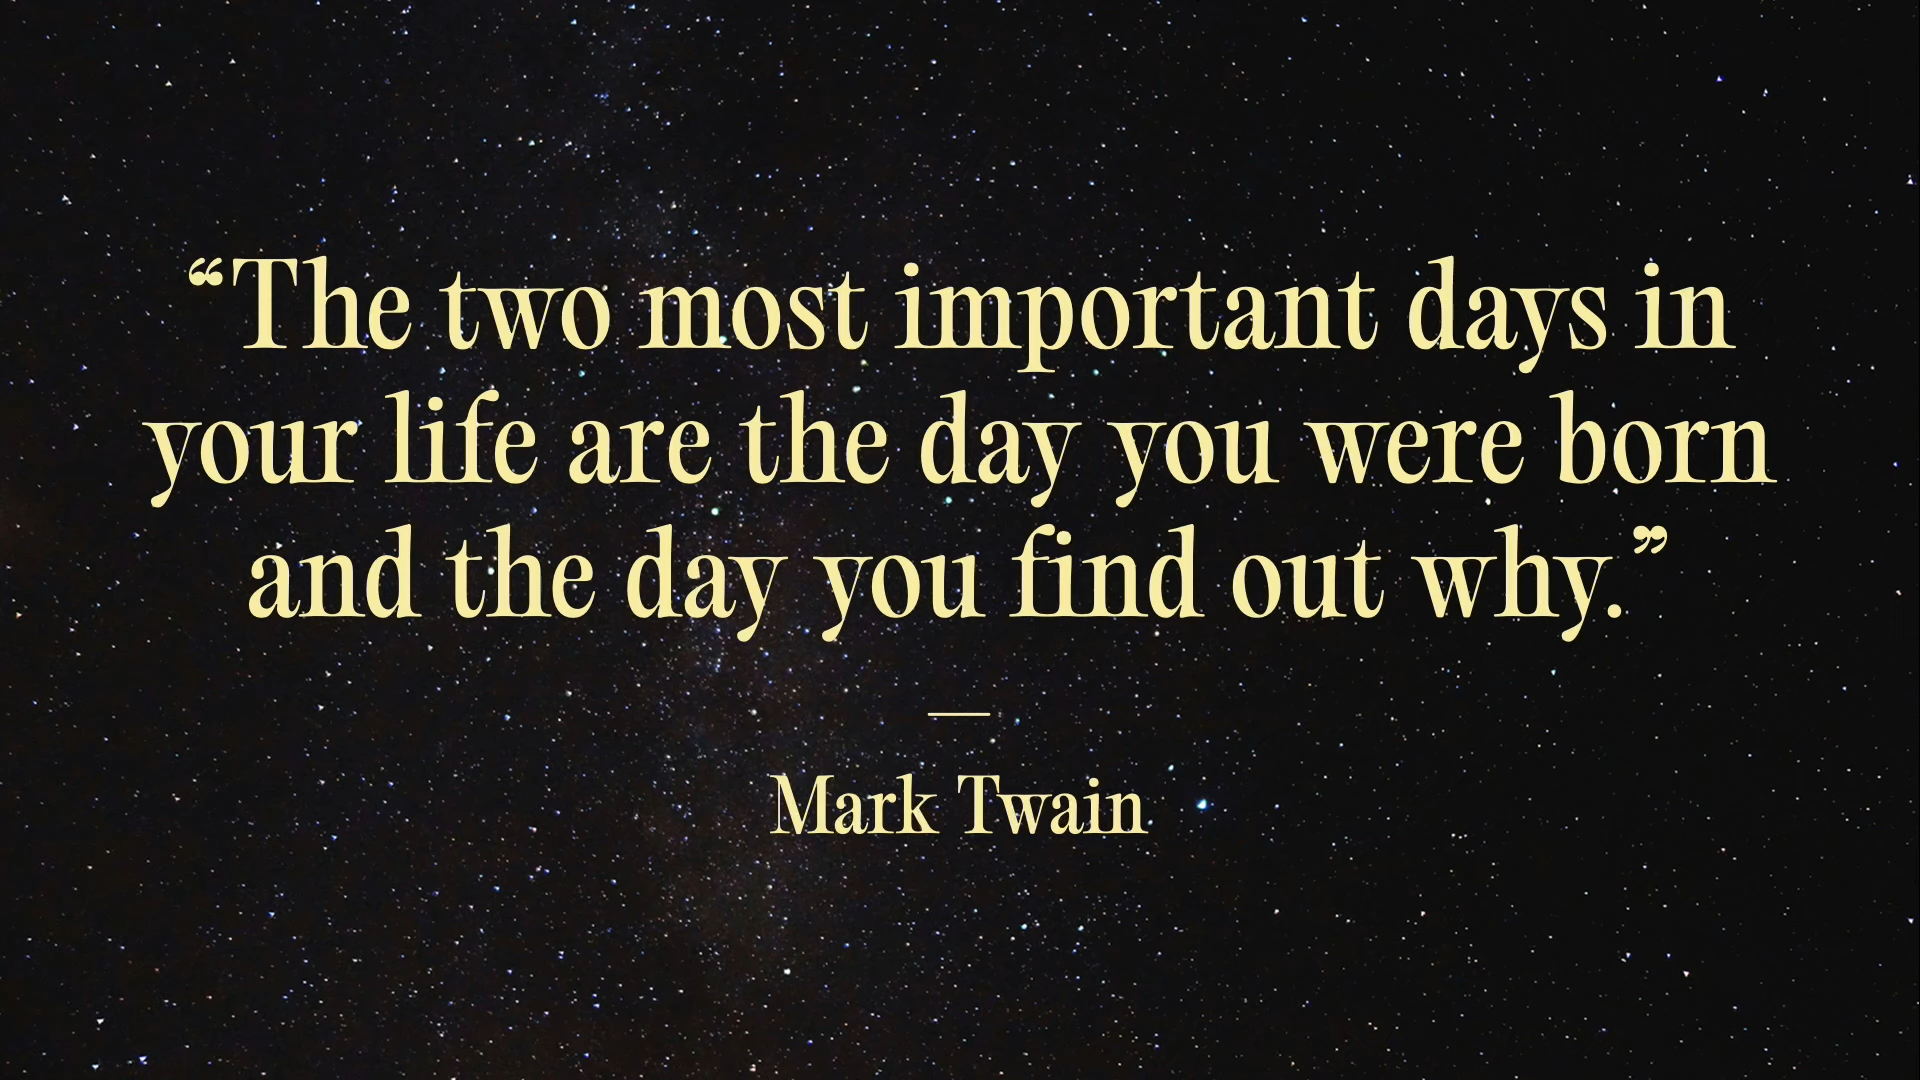 “The two most important days in
your life are the day you were born
and the day you find out why.”
—
Mark Twain